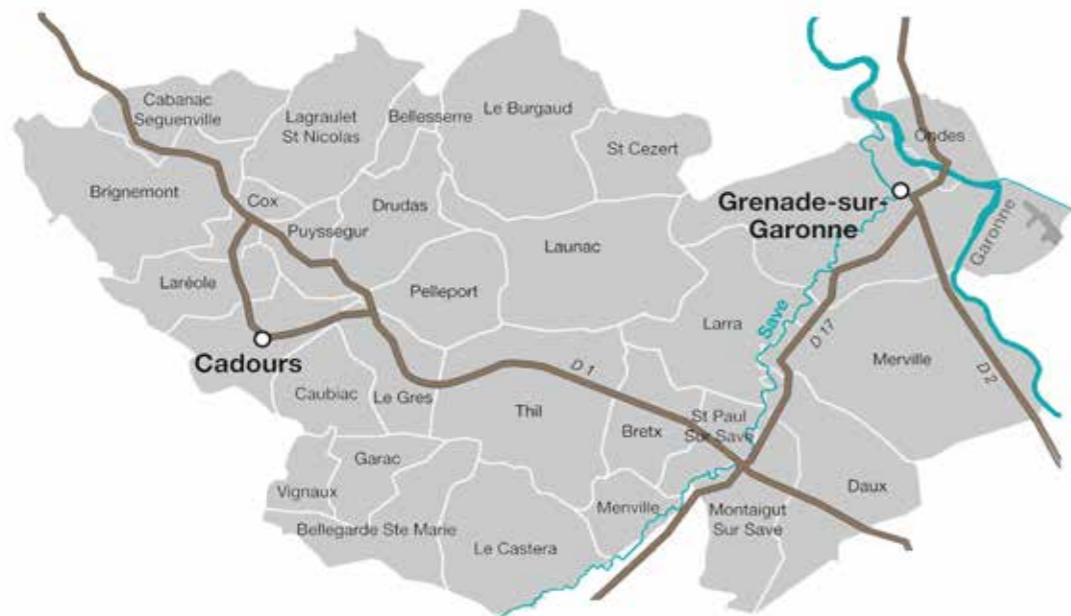 Cabanac
Seguenville
Lagraulet
St Nicolas
Bellesserre
Le Burgaud
St Cezert
Ondes
Brignemont
Cox
Drudas
Grenade-sur-
Garonne
Puyssegur
Launac
Garonne
Laréole
Pelleport
Save
Larra
D 17
Merville
Cadours
D 1
D 2
Caubiac
Le Gres
Thil
Bretx
St Paul
Sur Save
Garac
Vignaux
Menville
Daux
Montaigut
Sur Save
Bellegarde Ste Marie
Le Castera